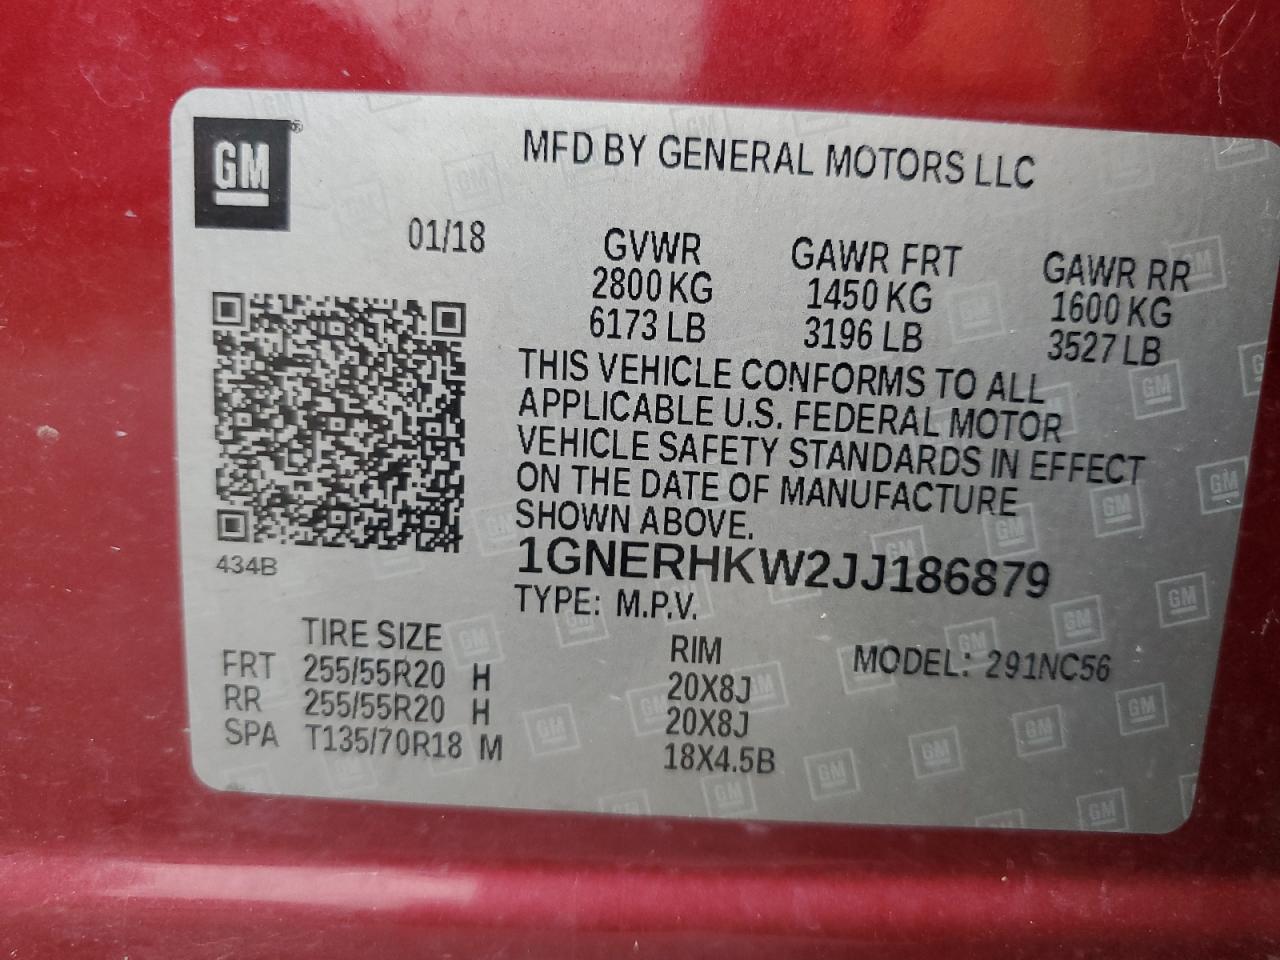 GM®
MFD BY GENERAL MOTORS LLC
01/18
GVWR GAWR FRT GAWR RR
2800 KG 1450 KG 1600 KG
6173 LB 3196 LB 3527 LB
THIS VEHICLE CONFORMS TO ALL
APPLICABLE U.S. FEDERAL MOTOR
VEHICLE SAFETY STANDARDS IN EFFECT
ON THE DATE OF MANUFACTURE
SHOWN ABOVE.
434B
1GNERHKW2JJ186879
TYPE: M.P.V.
TIRE SIZE RIM MODEL: 291NC56
FRT 255/55R20 H 20X8J
RR 255/55R20 H 20X8J
SPA T135/70R18 M 18X4.5B